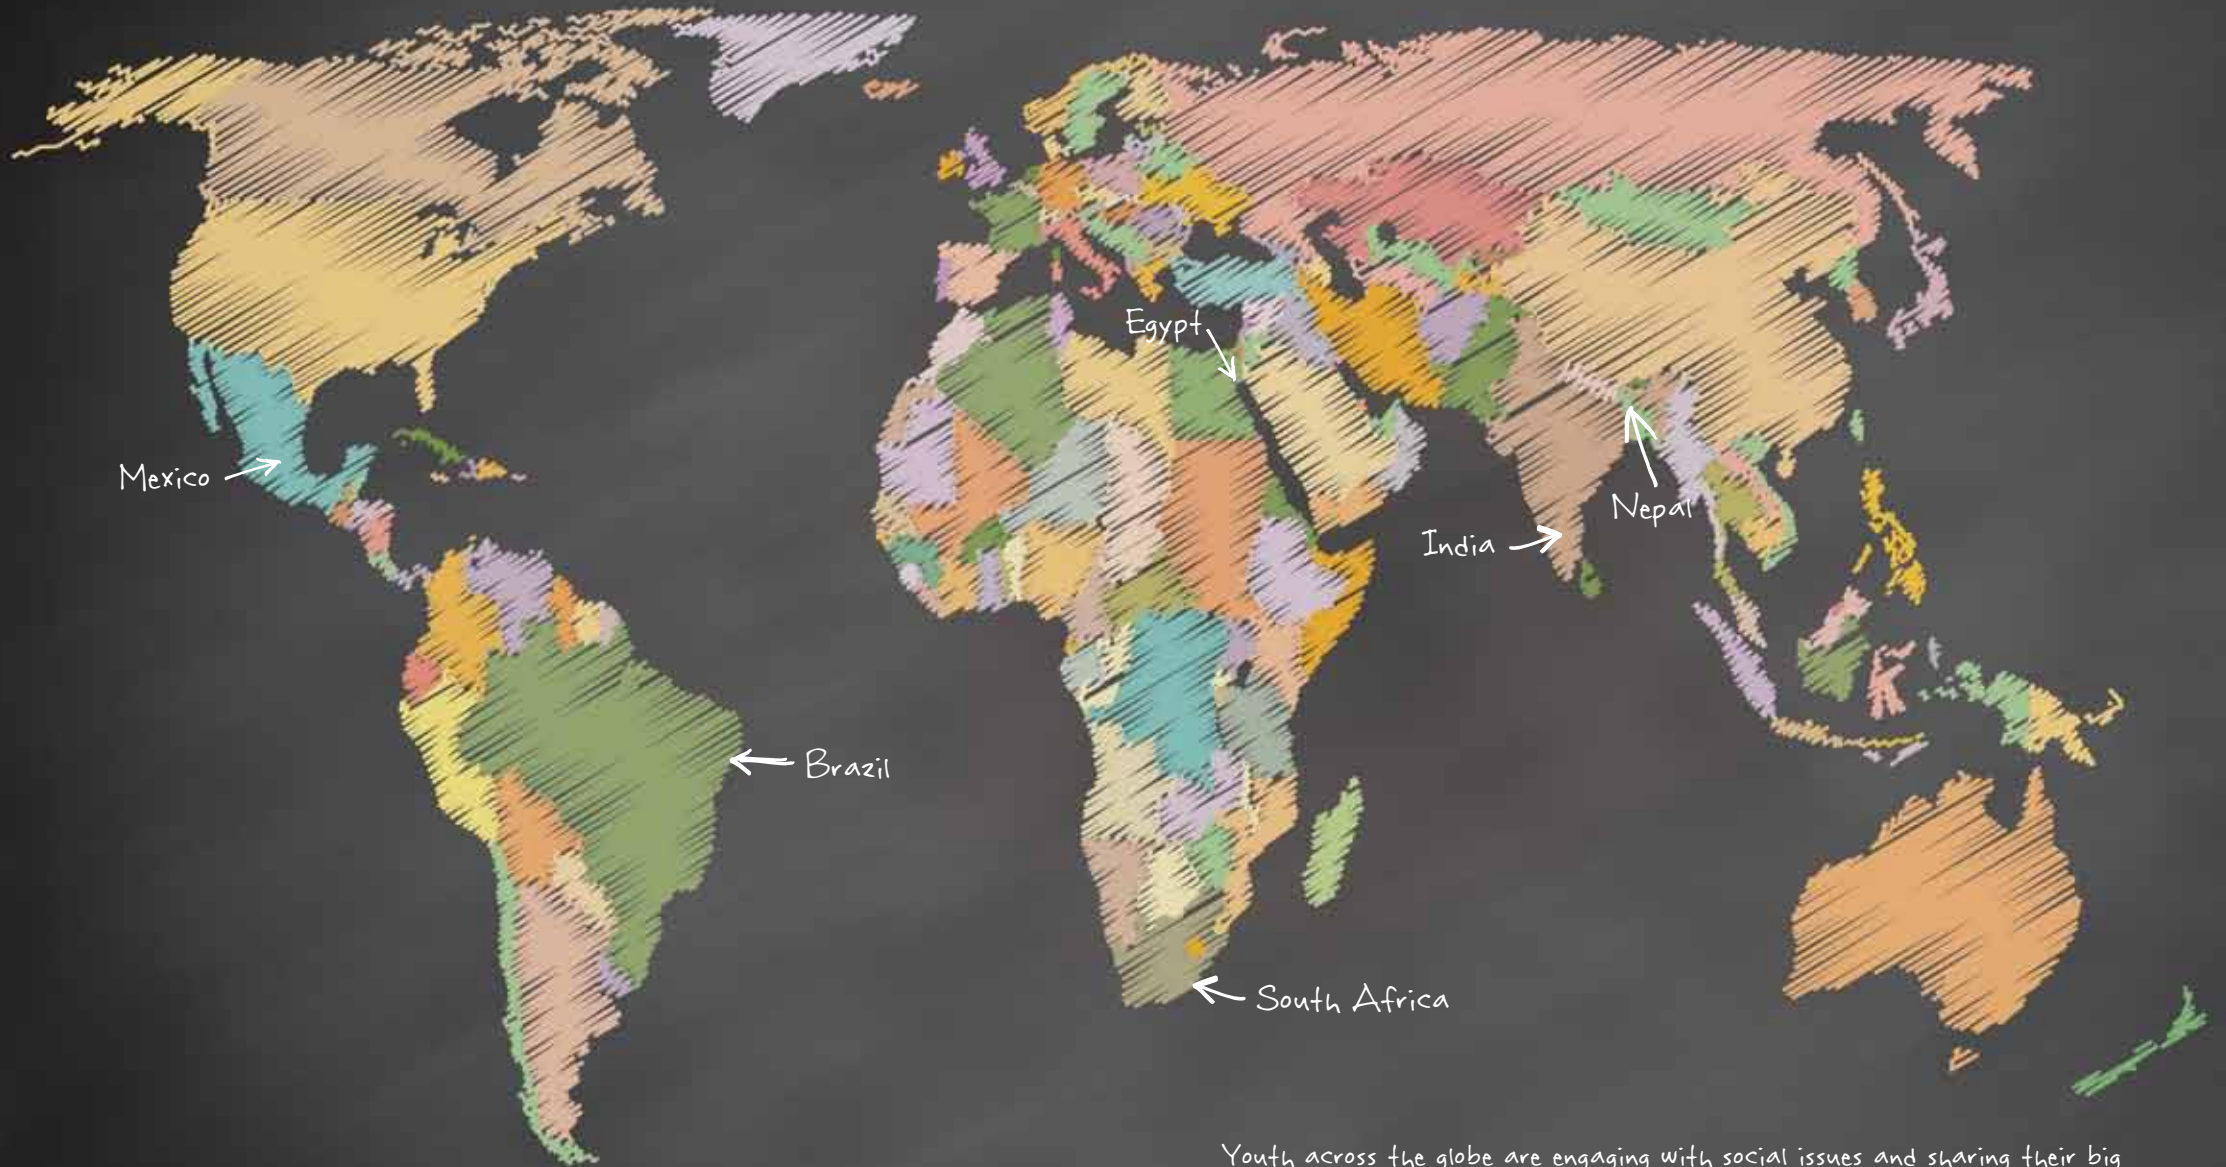 Egypt
Mexico
Nepal
India
Brazil
South Africa
Youth across the globe are engaging with social issues and sharing their big